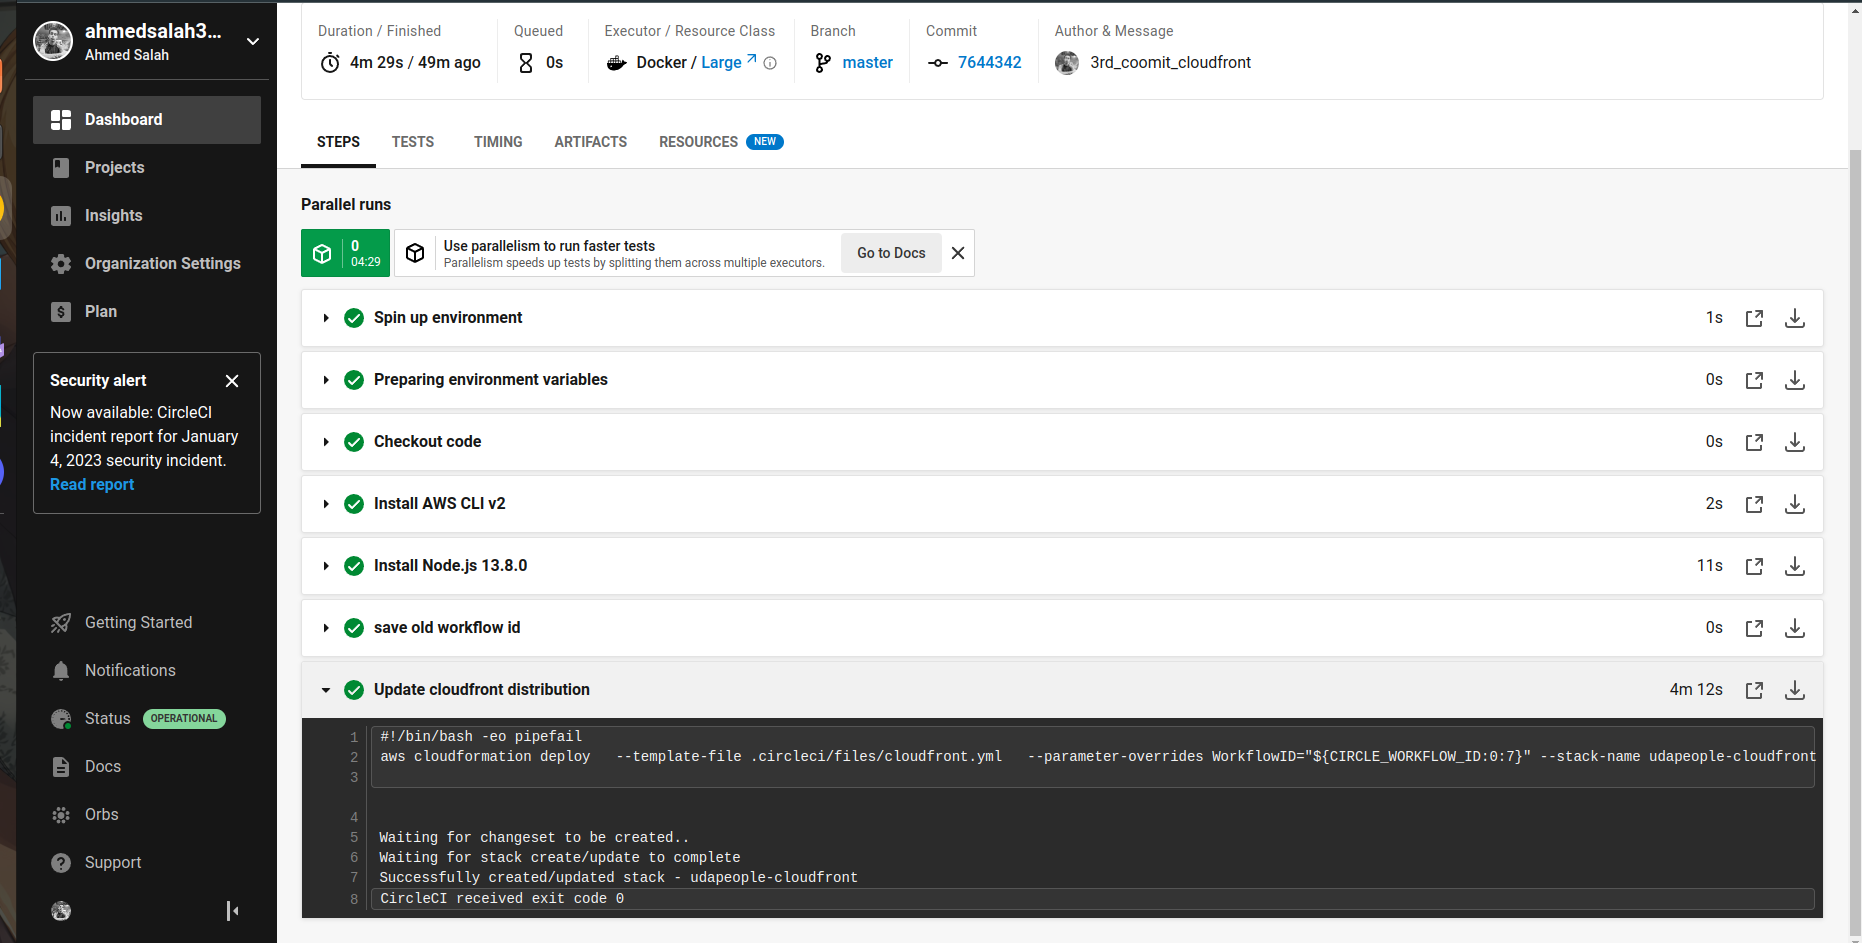 ahmedsalah3...
Ahmed Salah
Dashboard
Projects
Insights
Organization Settings
Plan
Security alert
Now available: CircleCI
incident report for January
4, 2023 security incident.
Read report
Getting Started
Notifications
Status OPERATIONAL
Docs
Orbs
Support
Duration / Finished
4m 29s / 49m ago
Queued
0s
Executor / Resource Class
Docker / Large
Branch
master
Commit
7644342
Author & Message
3rd_coomit_cloudfront
STEPS TESTS TIMING ARTIFACTS RESOURCES NEW
Parallel runs
0
04:29
Use parallelism to run faster tests
Parallelism speeds up tests by splitting them across multiple executors.
Go to Docs
Spin up environment 1s
Preparing environment variables 0s
Checkout code 0s
Install AWS CLI v2 2s
Install Node.js 13.8.0 11s
save old workflow id 0s
Update cloudfront distribution 4m 12s
1 #!/bin/bash -eo pipefail
2 aws cloudformation deploy --template-file .circleci/files/cloudfront.yml --parameter-overrides WorkflowID="${CIRCLE_WORKFLOW_ID:0:7}" --stack-name udapeople-cloudfront
3
4
5 Waiting for changeset to be created..
6 Waiting for stack create/update to complete
7 Successfully created/updated stack - udapeople-cloudfront
8 CircleCI received exit code 0